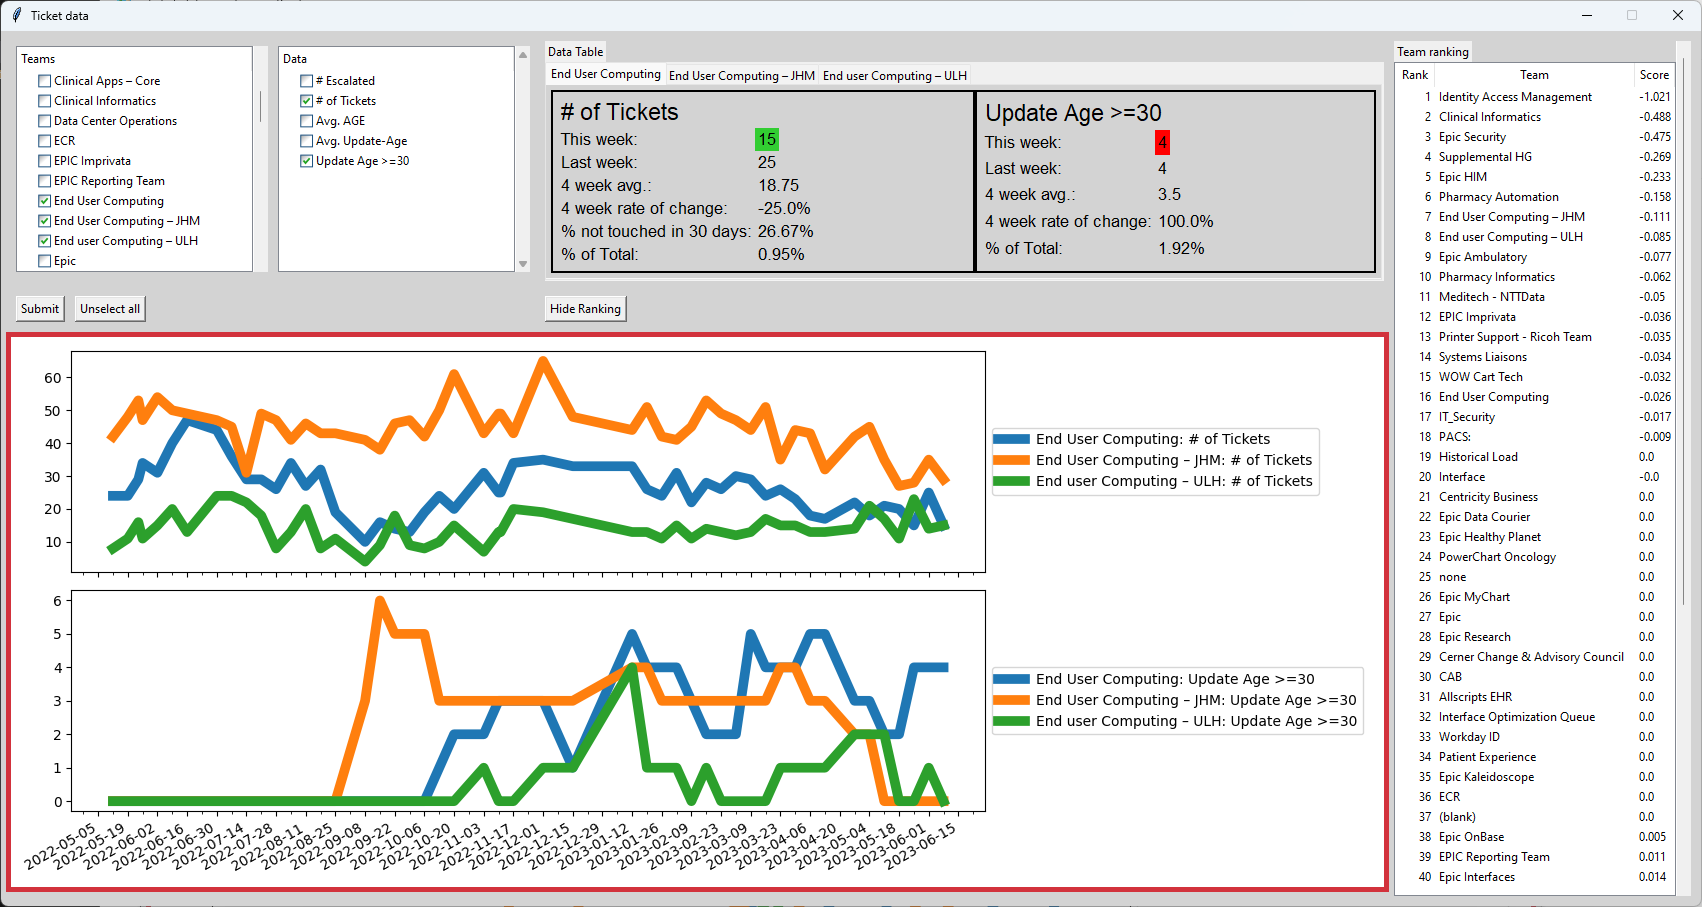 Ticket data
Teams
Clinical Apps – Core
Clinical Informatics
Data Center Operations
ECR
EPIC Imprivata
EPIC Reporting Team
End User Computing
End User Computing – JHM
End user Computing – ULH
Epic
Data
# Escalated
# of Tickets
Avg. AGE
Avg. Update-Age
Update Age >=30
Submit
Unselect all
Data Table
End User Computing End User Computing – JHM End user Computing – ULH
# of Tickets
This week: 15
Last week: 25
4 week avg.: 18.75
4 week rate of change: -25.0%
% not touched in 30 days: 26.67%
% of Total: 0.95%
Update Age >=30
This week: 4
Last week: 4
4 week avg.: 3.5
4 week rate of change: 100.0%
% of Total: 1.92%
Hide Ranking
60
50
40
30
20
10
End User Computing: # of Tickets
End User Computing – JHM: # of Tickets
End user Computing – ULH: # of Tickets
6
5
4
3
2
1
0
End User Computing: Update Age >=30
End User Computing – JHM: Update Age >=30
End user Computing – ULH: Update Age >=30
2022-05-05
2022-05-19
2022-06-02
2022-06-16
2022-06-30
2022-07-14
2022-07-28
2022-08-11
2022-08-25
2022-09-08
2022-09-22
2022-10-06
2022-10-20
2022-11-03
2022-11-17
2022-12-01
2022-12-15
2022-12-29
2023-01-12
2023-01-26
2023-02-09
2023-02-23
2023-03-09
2023-03-23
2023-04-06
2023-04-20
2023-05-04
2023-05-18
2023-06-01
2023-06-15
Team ranking
Rank Team Score
1 Identity Access Management -1.021
2 Clinical Informatics -0.488
3 Epic Security -0.475
4 Supplemental HG -0.269
5 Epic HIM -0.233
6 Pharmacy Automation -0.158
7 End User Computing – JHM -0.111
8 End user Computing – ULH -0.085
9 Epic Ambulatory -0.077
10 Pharmacy Informatics -0.062
11 Meditech - NTTData -0.05
12 EPIC Imprivata -0.036
13 Printer Support - Ricoh Team -0.035
14 Systems Liaisons -0.034
15 WOW Cart Tech -0.032
16 End User Computing -0.026
17 IT_Security -0.017
18 PACS: -0.009
19 Historical Load 0.0
20 Interface -0.0
21 Centricity Business 0.0
22 Epic Data Courier 0.0
23 Epic Healthy Planet 0.0
24 PowerChart Oncology 0.0
25 none 0.0
26 Epic MyChart 0.0
27 Epic 0.0
28 Epic Research 0.0
29 Cerner Change & Advisory Council 0.0
30 CAB 0.0
31 Allscripts EHR 0.0
32 Interface Optimization Queue 0.0
33 Workday ID 0.0
34 Patient Experience 0.0
35 Epic Kaleidoscope 0.0
36 ECR 0.0
37 (blank) 0.0
38 Epic OnBase 0.005
39 EPIC Reporting Team 0.011
40 Epic Interfaces 0.014